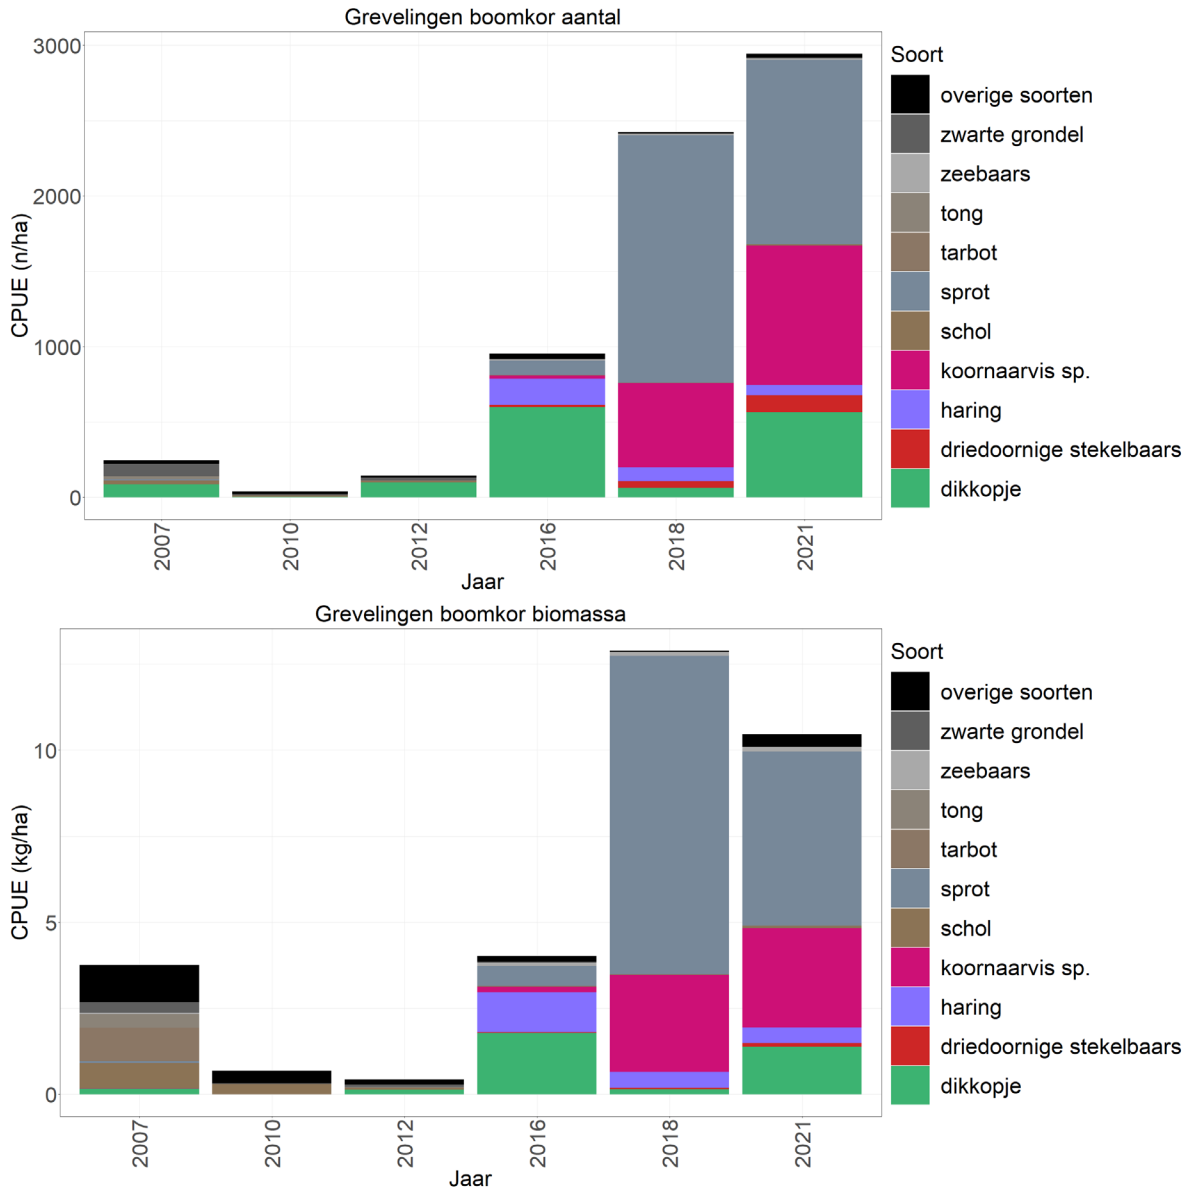 Grevelingen boomkor aantal
3000
2000
1000
0
CPUE (n/ha)
2007
2010
2012
2016
2018
2021
Jaar
Soort
overige soorten
zwarte grondel
zeebaars
tong
tarbot
sprot
schol
koornaarvis sp.
haring
driedoornige stekelbaars
dikkopje
Grevelingen boomkor biomassa
10
5
0
CPUE (kg/ha)
2007
2010
2012
2016
2018
2021
Jaar
Soort
overige soorten
zwarte grondel
zeebaars
tong
tarbot
sprot
schol
koornaarvis sp.
haring
driedoornige stekelbaars
dikkopje